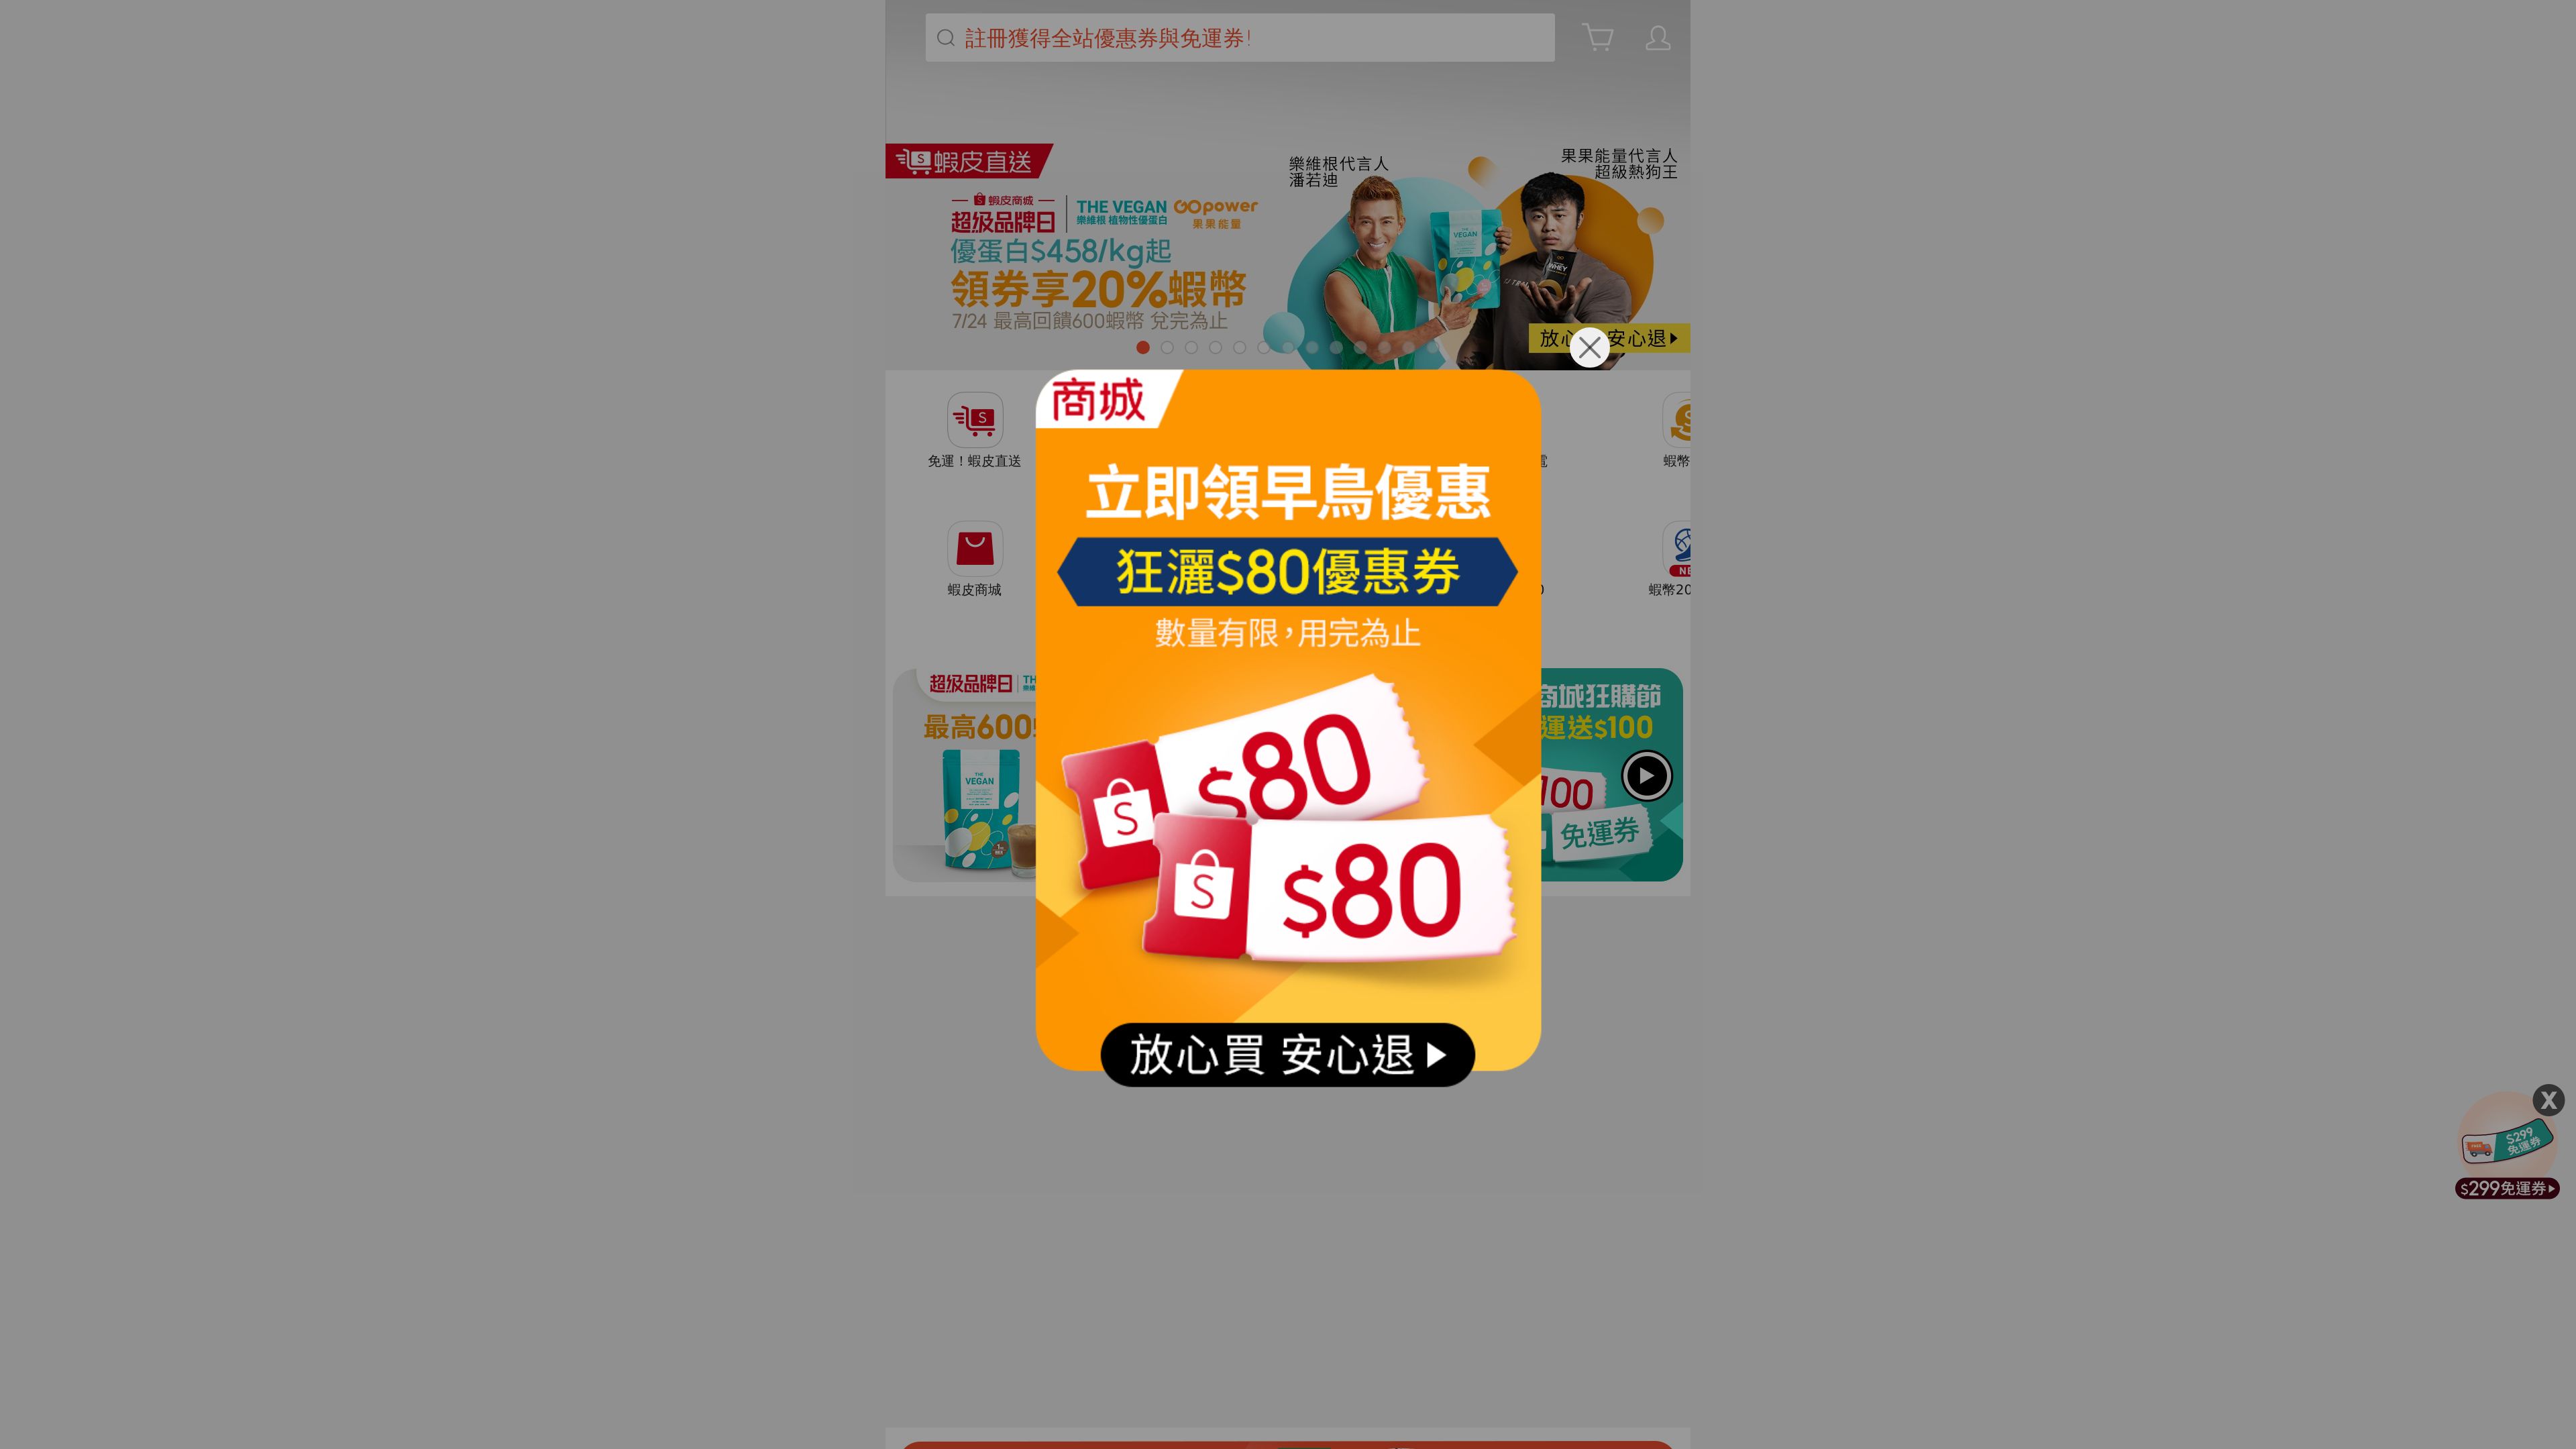 註冊獲得全站優惠券與免運券!
蝦皮直送
樂維根代言人
潘若迪
果果能量代言人
超級熱狗王
蝦皮商城
超級品牌日
THE VEGAN
樂維根 植物性優蛋白
GOpower
果果能量
優蛋白$458/kg起
領券享20%蝦幣
7/24 最高回饋600蝦幣 兌完為止
THE
VEGAN
WHEY
放心
安心退
商城
立即領早鳥優惠
狂灑$80優惠券
數量有限,用完為止
$80
$80
放心買 安心退
免運!蝦皮直送
蝦幣
蝦皮商城
蝦幣20
超級品牌日
最高600
THE
VEGAN
商城狂購節
運送$100
100
免運券
X
$299
免運券
$299免運券